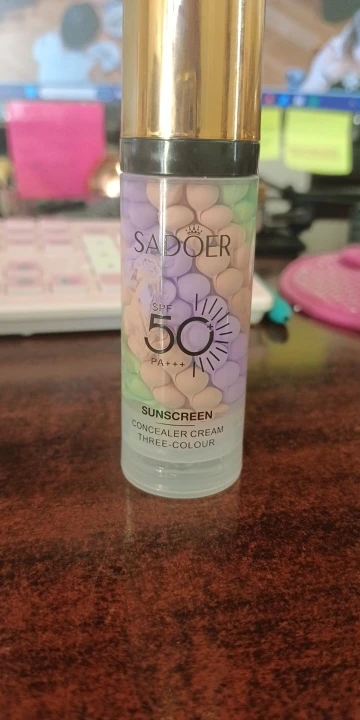 SADOER
SPF
50
PA+++
SUNSCREEN
CONCEALER CREAM
THREE-COLOUR